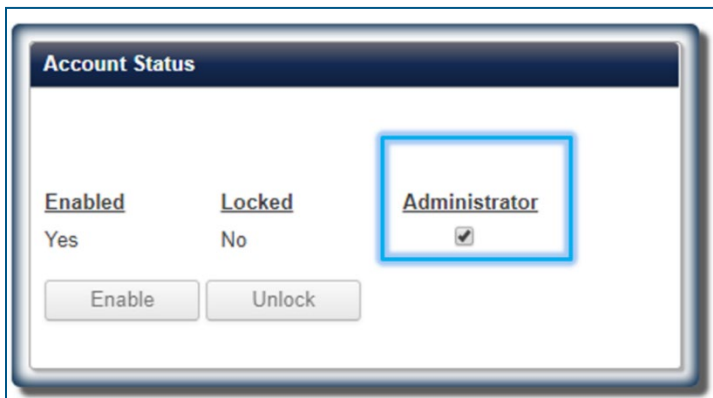 Account Status
Enabled Locked Administrator
Yes No
Enable Unlock